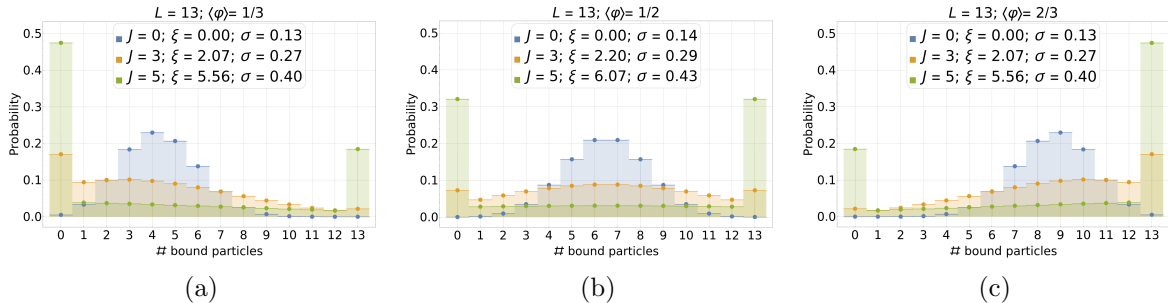 L = 13; ⟨φ⟩= 1/3
Probability
0.5
0.4
0.3
0.2
0.1
0.0
J = 0; ξ = 0.00; σ = 0.13
J = 3; ξ = 2.07; σ = 0.27
J = 5; ξ = 5.56; σ = 0.40
0 1 2 3 4 5 6 7 8 9 10 11 12 13
# bound particles
(a)
L = 13; ⟨φ⟩= 1/2
Probability
0.5
0.4
0.3
0.2
0.1
0.0
J = 0; ξ = 0.00; σ = 0.14
J = 3; ξ = 2.20; σ = 0.29
J = 5; ξ = 6.07; σ = 0.43
0 1 2 3 4 5 6 7 8 9 10 11 12 13
# bound particles
(b)
L = 13; ⟨φ⟩= 2/3
Probability
0.5
0.4
0.3
0.2
0.1
0.0
J = 0; ξ = 0.00; σ = 0.13
J = 3; ξ = 2.07; σ = 0.27
J = 5; ξ = 5.56; σ = 0.40
0 1 2 3 4 5 6 7 8 9 10 11 12 13
# bound particles
(c)